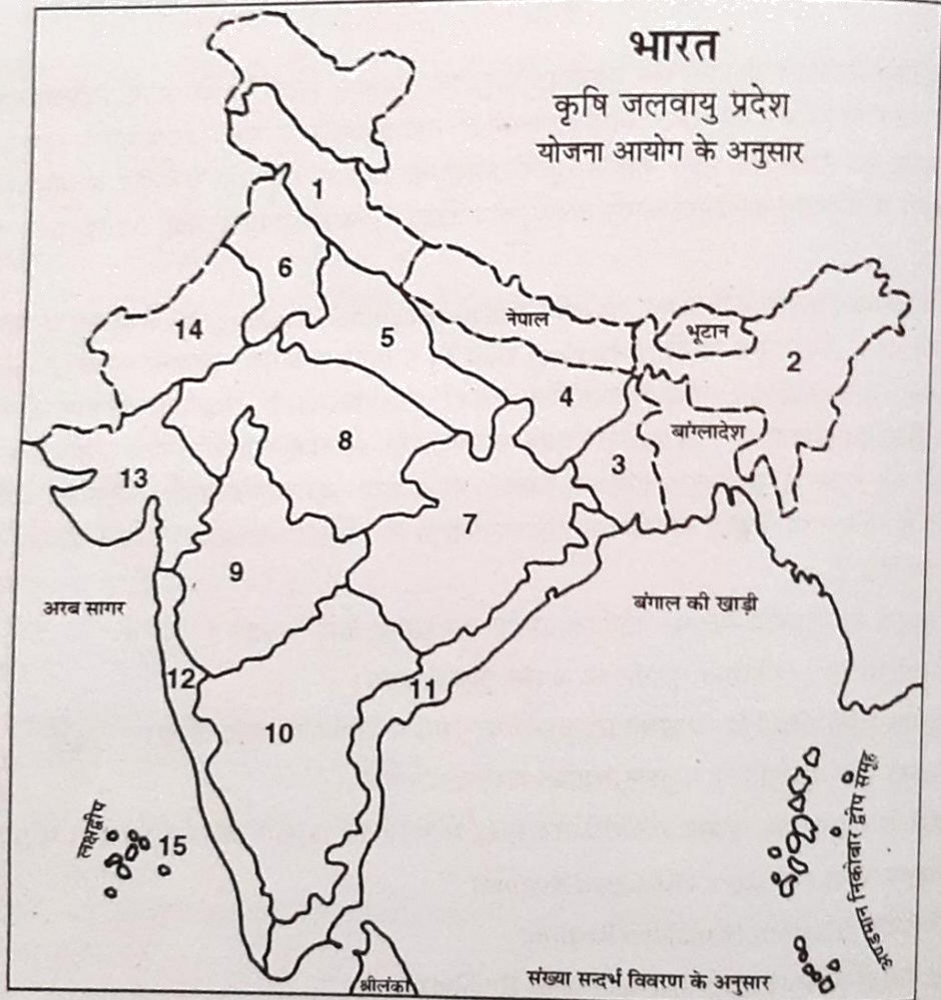 भारत
कृषि जलवायु प्रदेश
योजना आयोग के अनुसार
1
6
14
5
नेपाल
भूटान
2
4
बांग्लादेश
8
3
13
7
9
अरब सागर
बंगाल की खाड़ी
12
11
10
लक्षद्वीप
15
अण्डमान निकोबार द्वीप समूह
श्रीलंका
संख्या सन्दर्भ विवरण के अनुसार